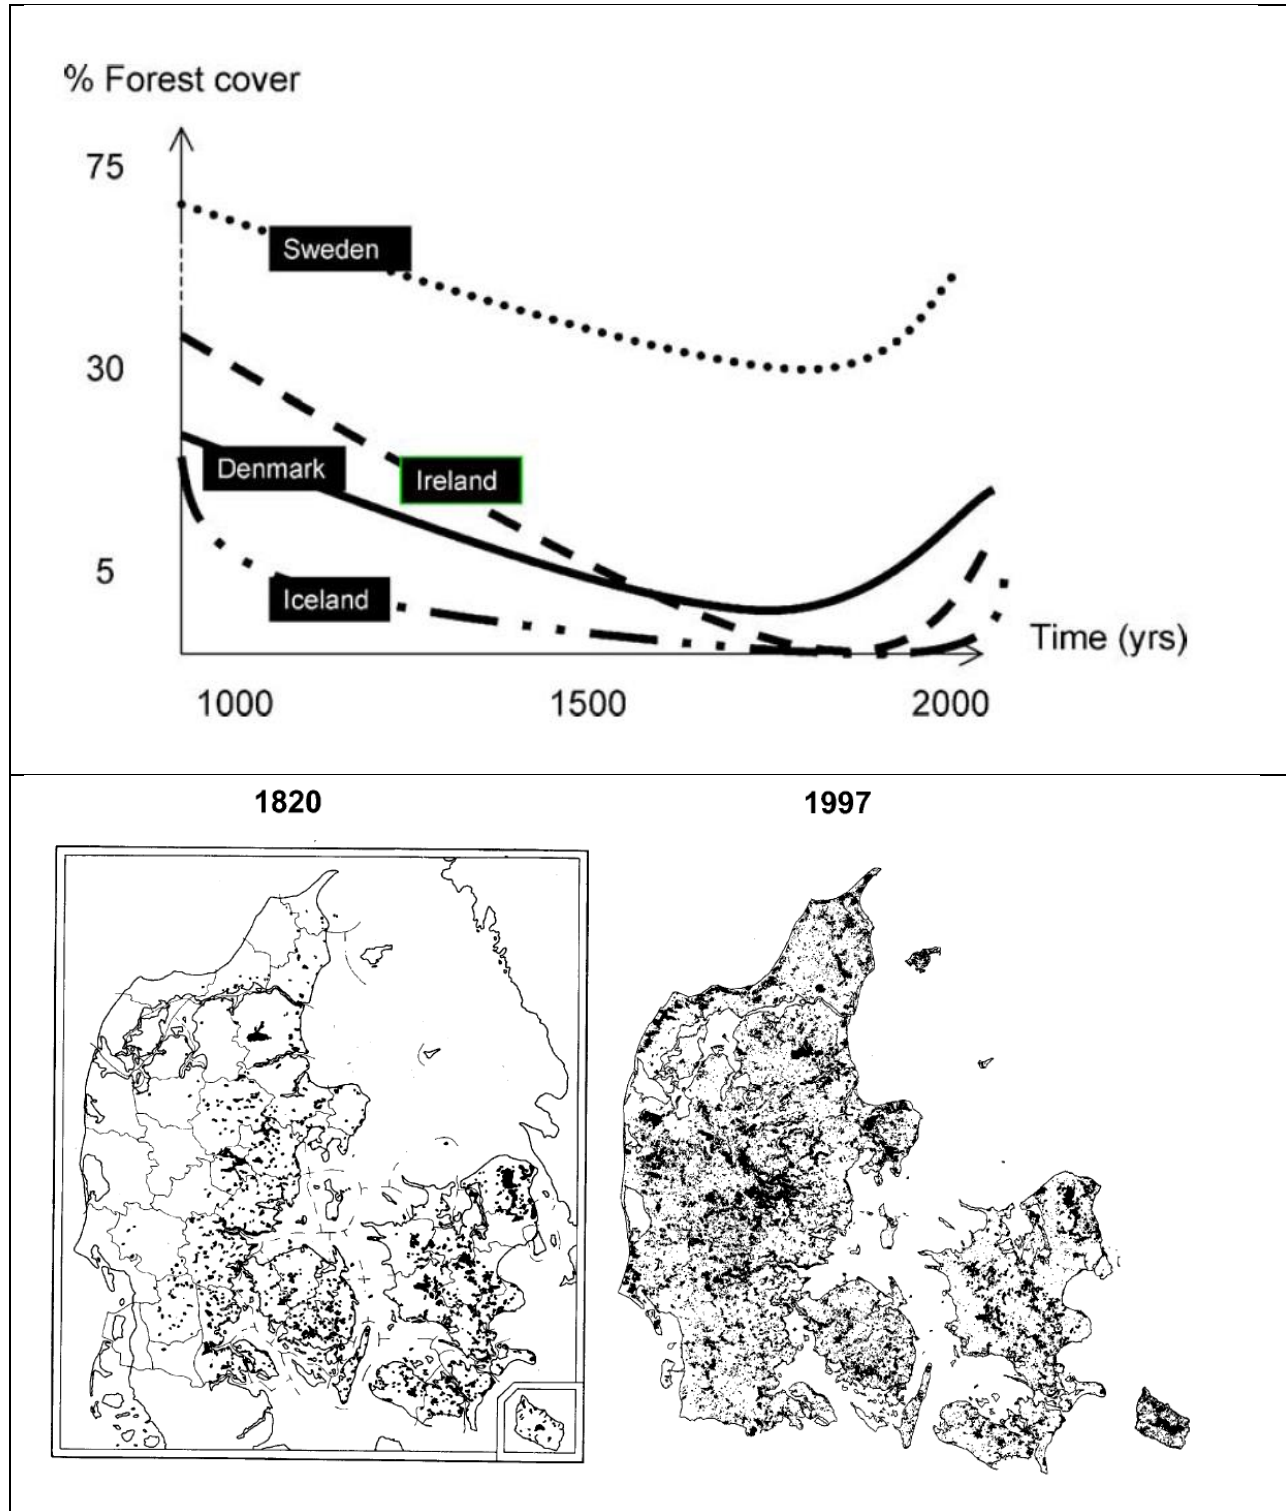 % Forest cover
75
Sweden
30
Denmark
Ireland
5
Iceland
Time (yrs)
1000 1500 2000
1820 1997